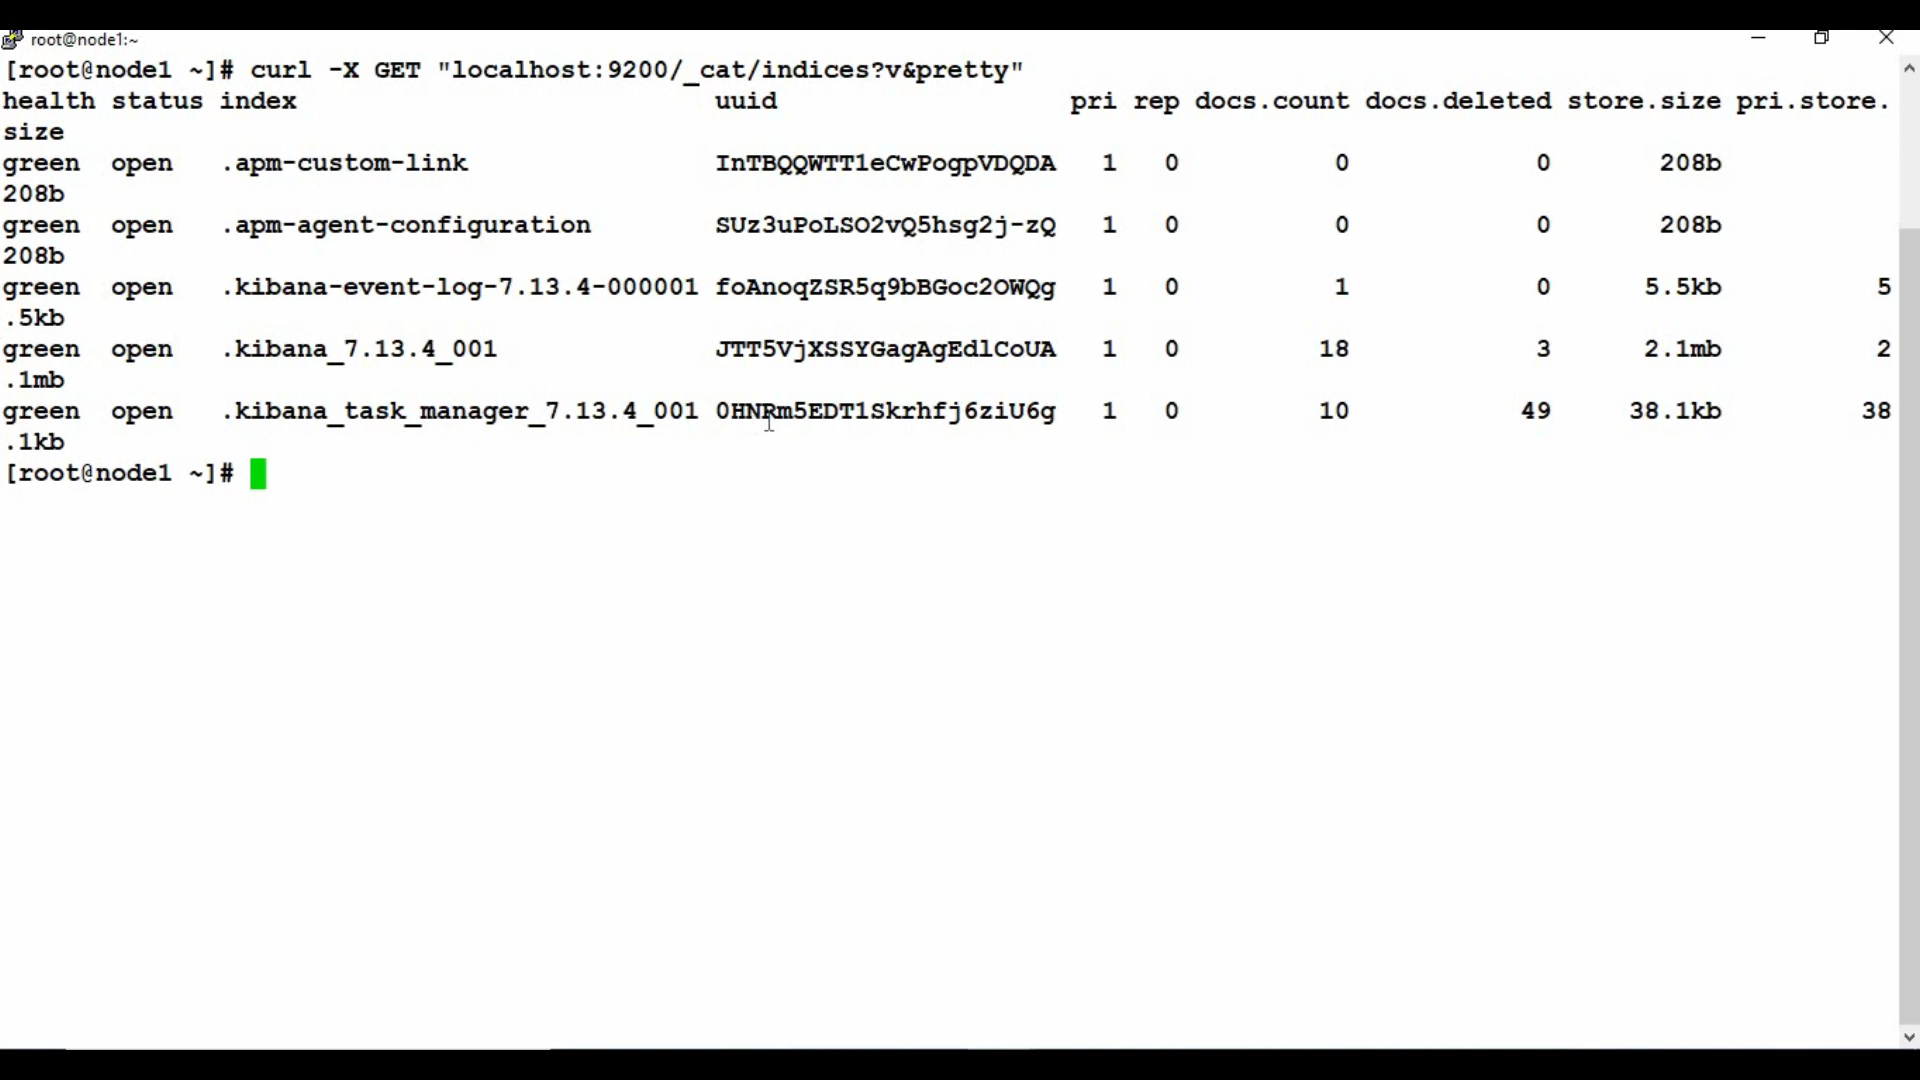 root@node1:~
[root@node1 ~]# curl -X GET "localhost:9200/_cat/indices?v&pretty"
health status index                           uuid                   pri rep docs.count docs.deleted store.size pri.store.
size
green  open   .apm-custom-link                InTBQQWTT1eCwPogpVDQDA   1   0          0            0       208b
208b
green  open   .apm-agent-configuration        SUz3uPoLSO2vQ5hsg2j-zQ   1   0          0            0       208b
208b
green  open   .kibana-event-log-7.13.4-000001 foAnoqZSR5q9bBGoc2OWQg   1   0          1            0      5.5kb          5
.5kb
green  open   .kibana_7.13.4_001              JTT5VjXSSYGagAgEdlCoUA   1   0         18            3      2.1mb          2
.1mb
green  open   .kibana_task_manager_7.13.4_001 0HNRm5EDT1Skrhfj6ziU6g   1   0         10           49     38.1kb         38
.1kb
[root@node1 ~]#